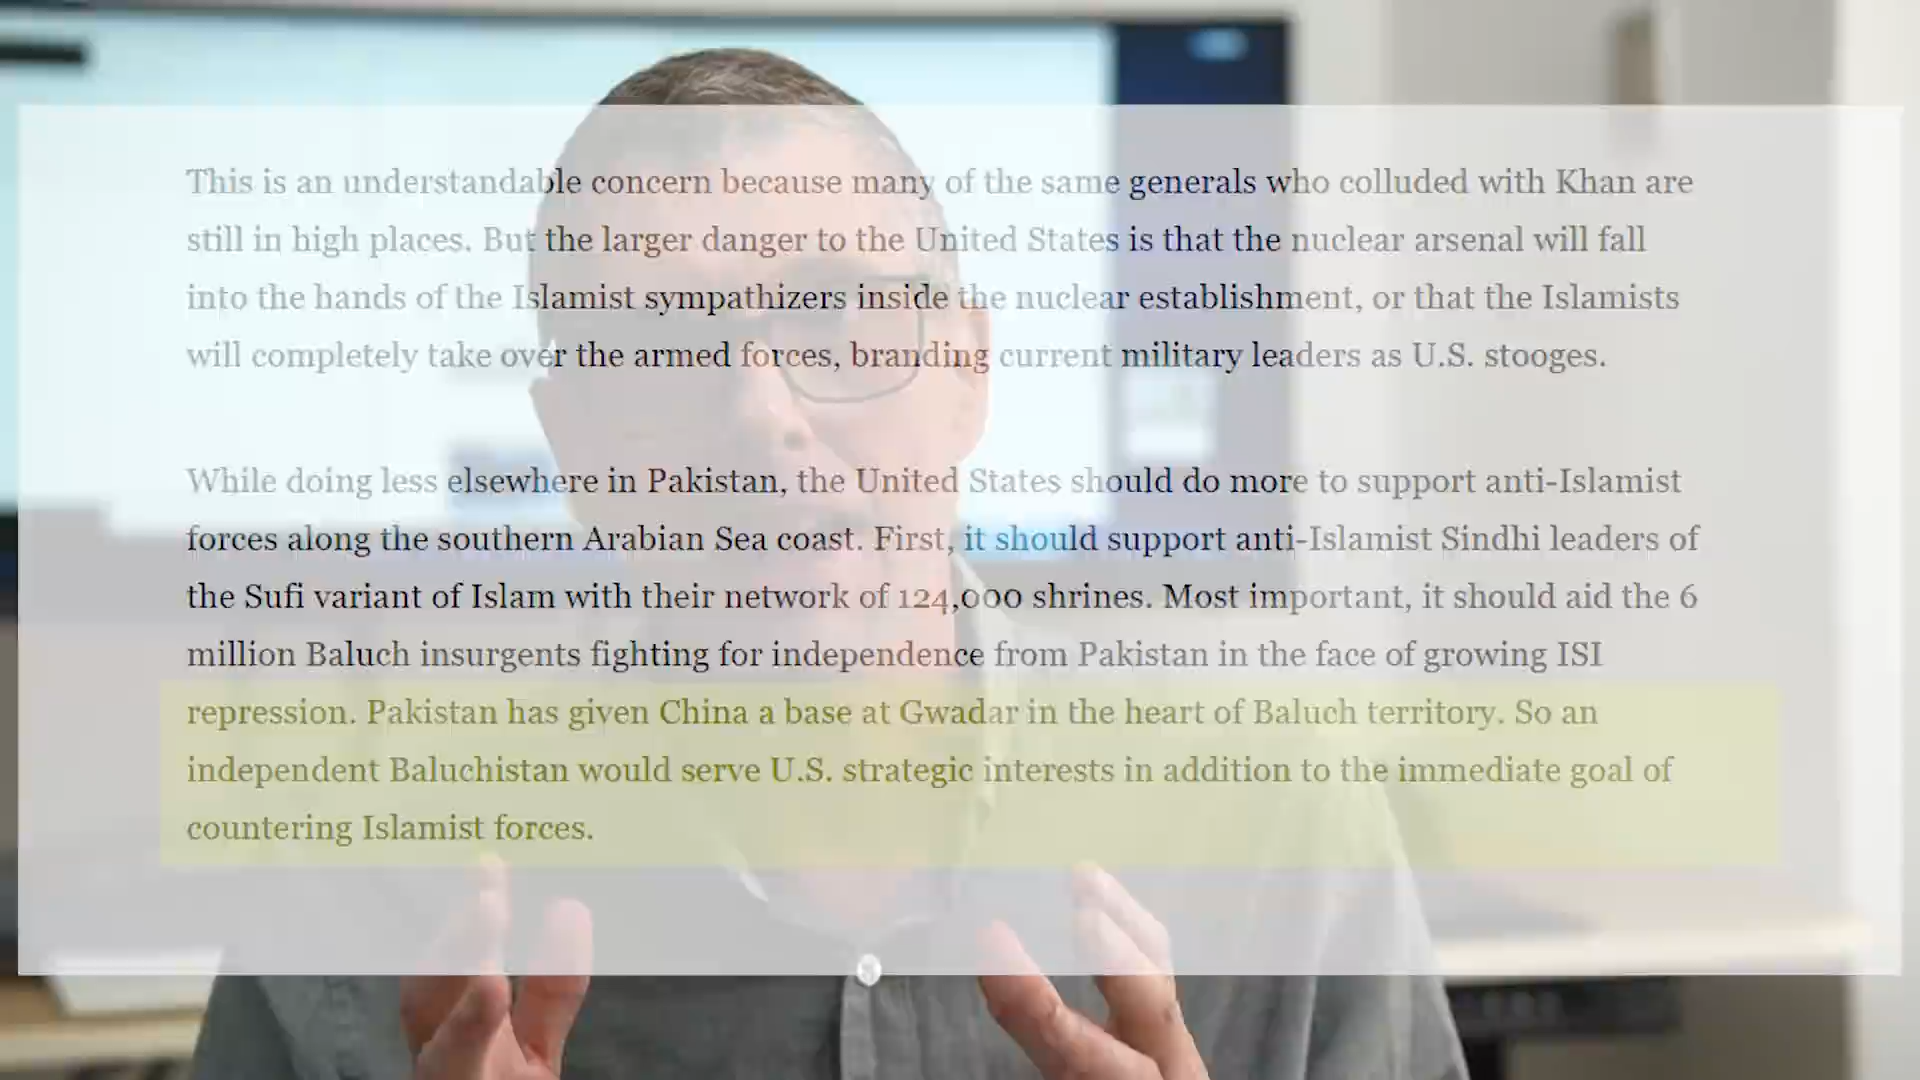 This is an understandable concern because many of the same generals who colluded with Khan are
still in high places. But the larger danger to the United States is that the nuclear arsenal will fall
into the hands of the Islamist sympathizers inside the nuclear establishment, or that the Islamists
will completely take over the armed forces, branding current military leaders as U.S. stooges.
While doing less elsewhere in Pakistan, the United States should do more to support anti-Islamist
forces along the southern Arabian Sea coast. First, it should support anti-Islamist Sindhi leaders of
the Sufi variant of Islam with their network of 124,000 shrines. Most important, it should aid the 6
million Baluch insurgents fighting for independence from Pakistan in the face of growing ISI
repression. Pakistan has given China a base at Gwadar in the heart of Baluch territory. So an
independent Baluchistan would serve U.S. strategic interests in addition to the immediate goal of
countering Islamist forces.